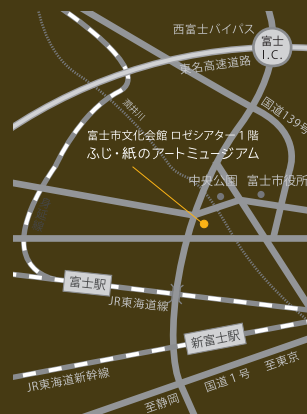 西富士バイパス
富士
I.C.
東名高速道路
国道139号
潤井川
富士市文化会館 ロゼシアター1階
ふじ・紙のアートミュージアム
中央公園
富士市役所
富士駅
JR東海道線
新富士駅
JR東海道新幹線
至静岡
国道1号
至東京